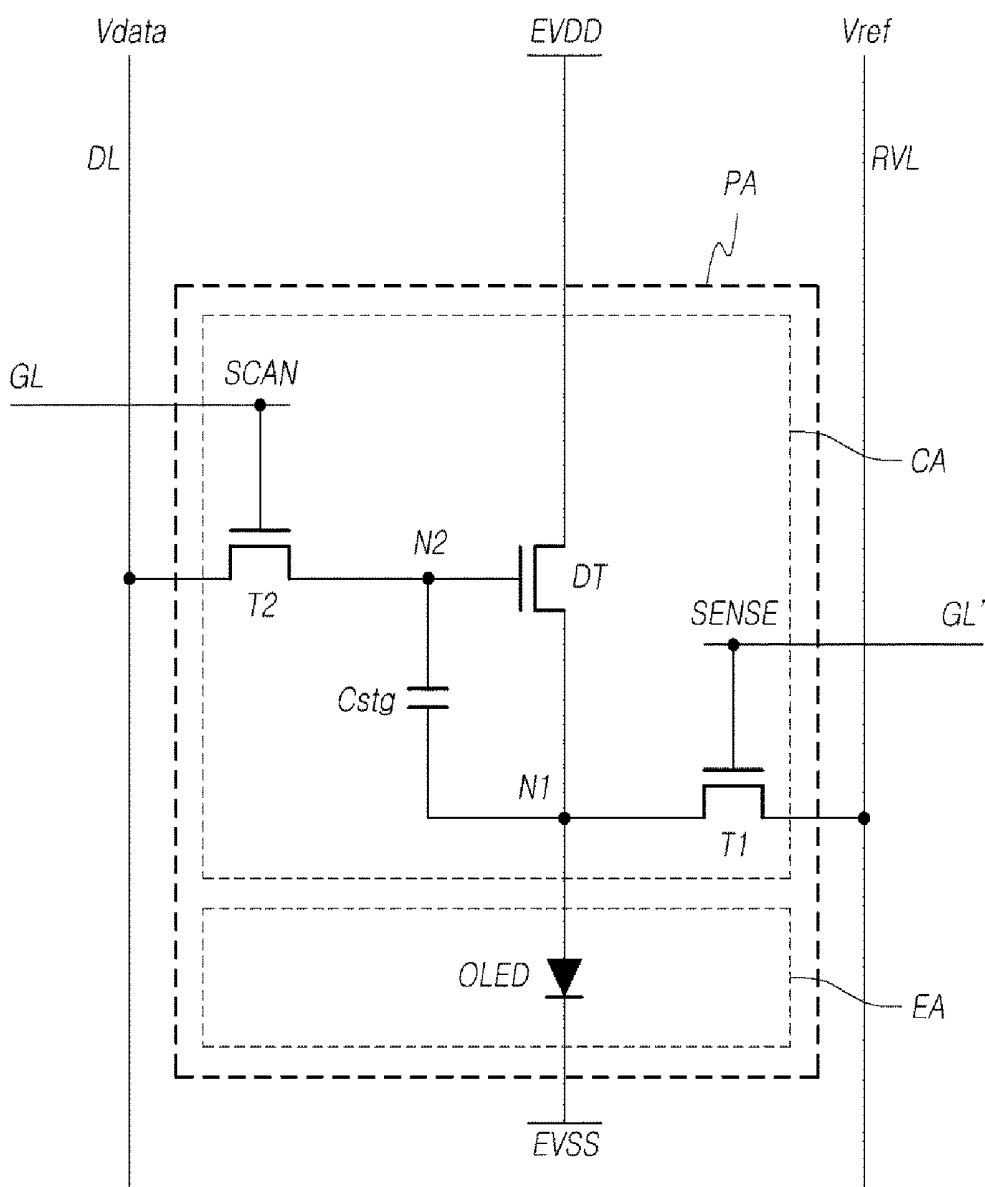 Vdata
EVDD
Vref
DL
RVL
PA
GL
SCAN
CA
N2
DT
T2
SENSE
GL'
Cstg
N1
T1
OLED
EA
EVSS